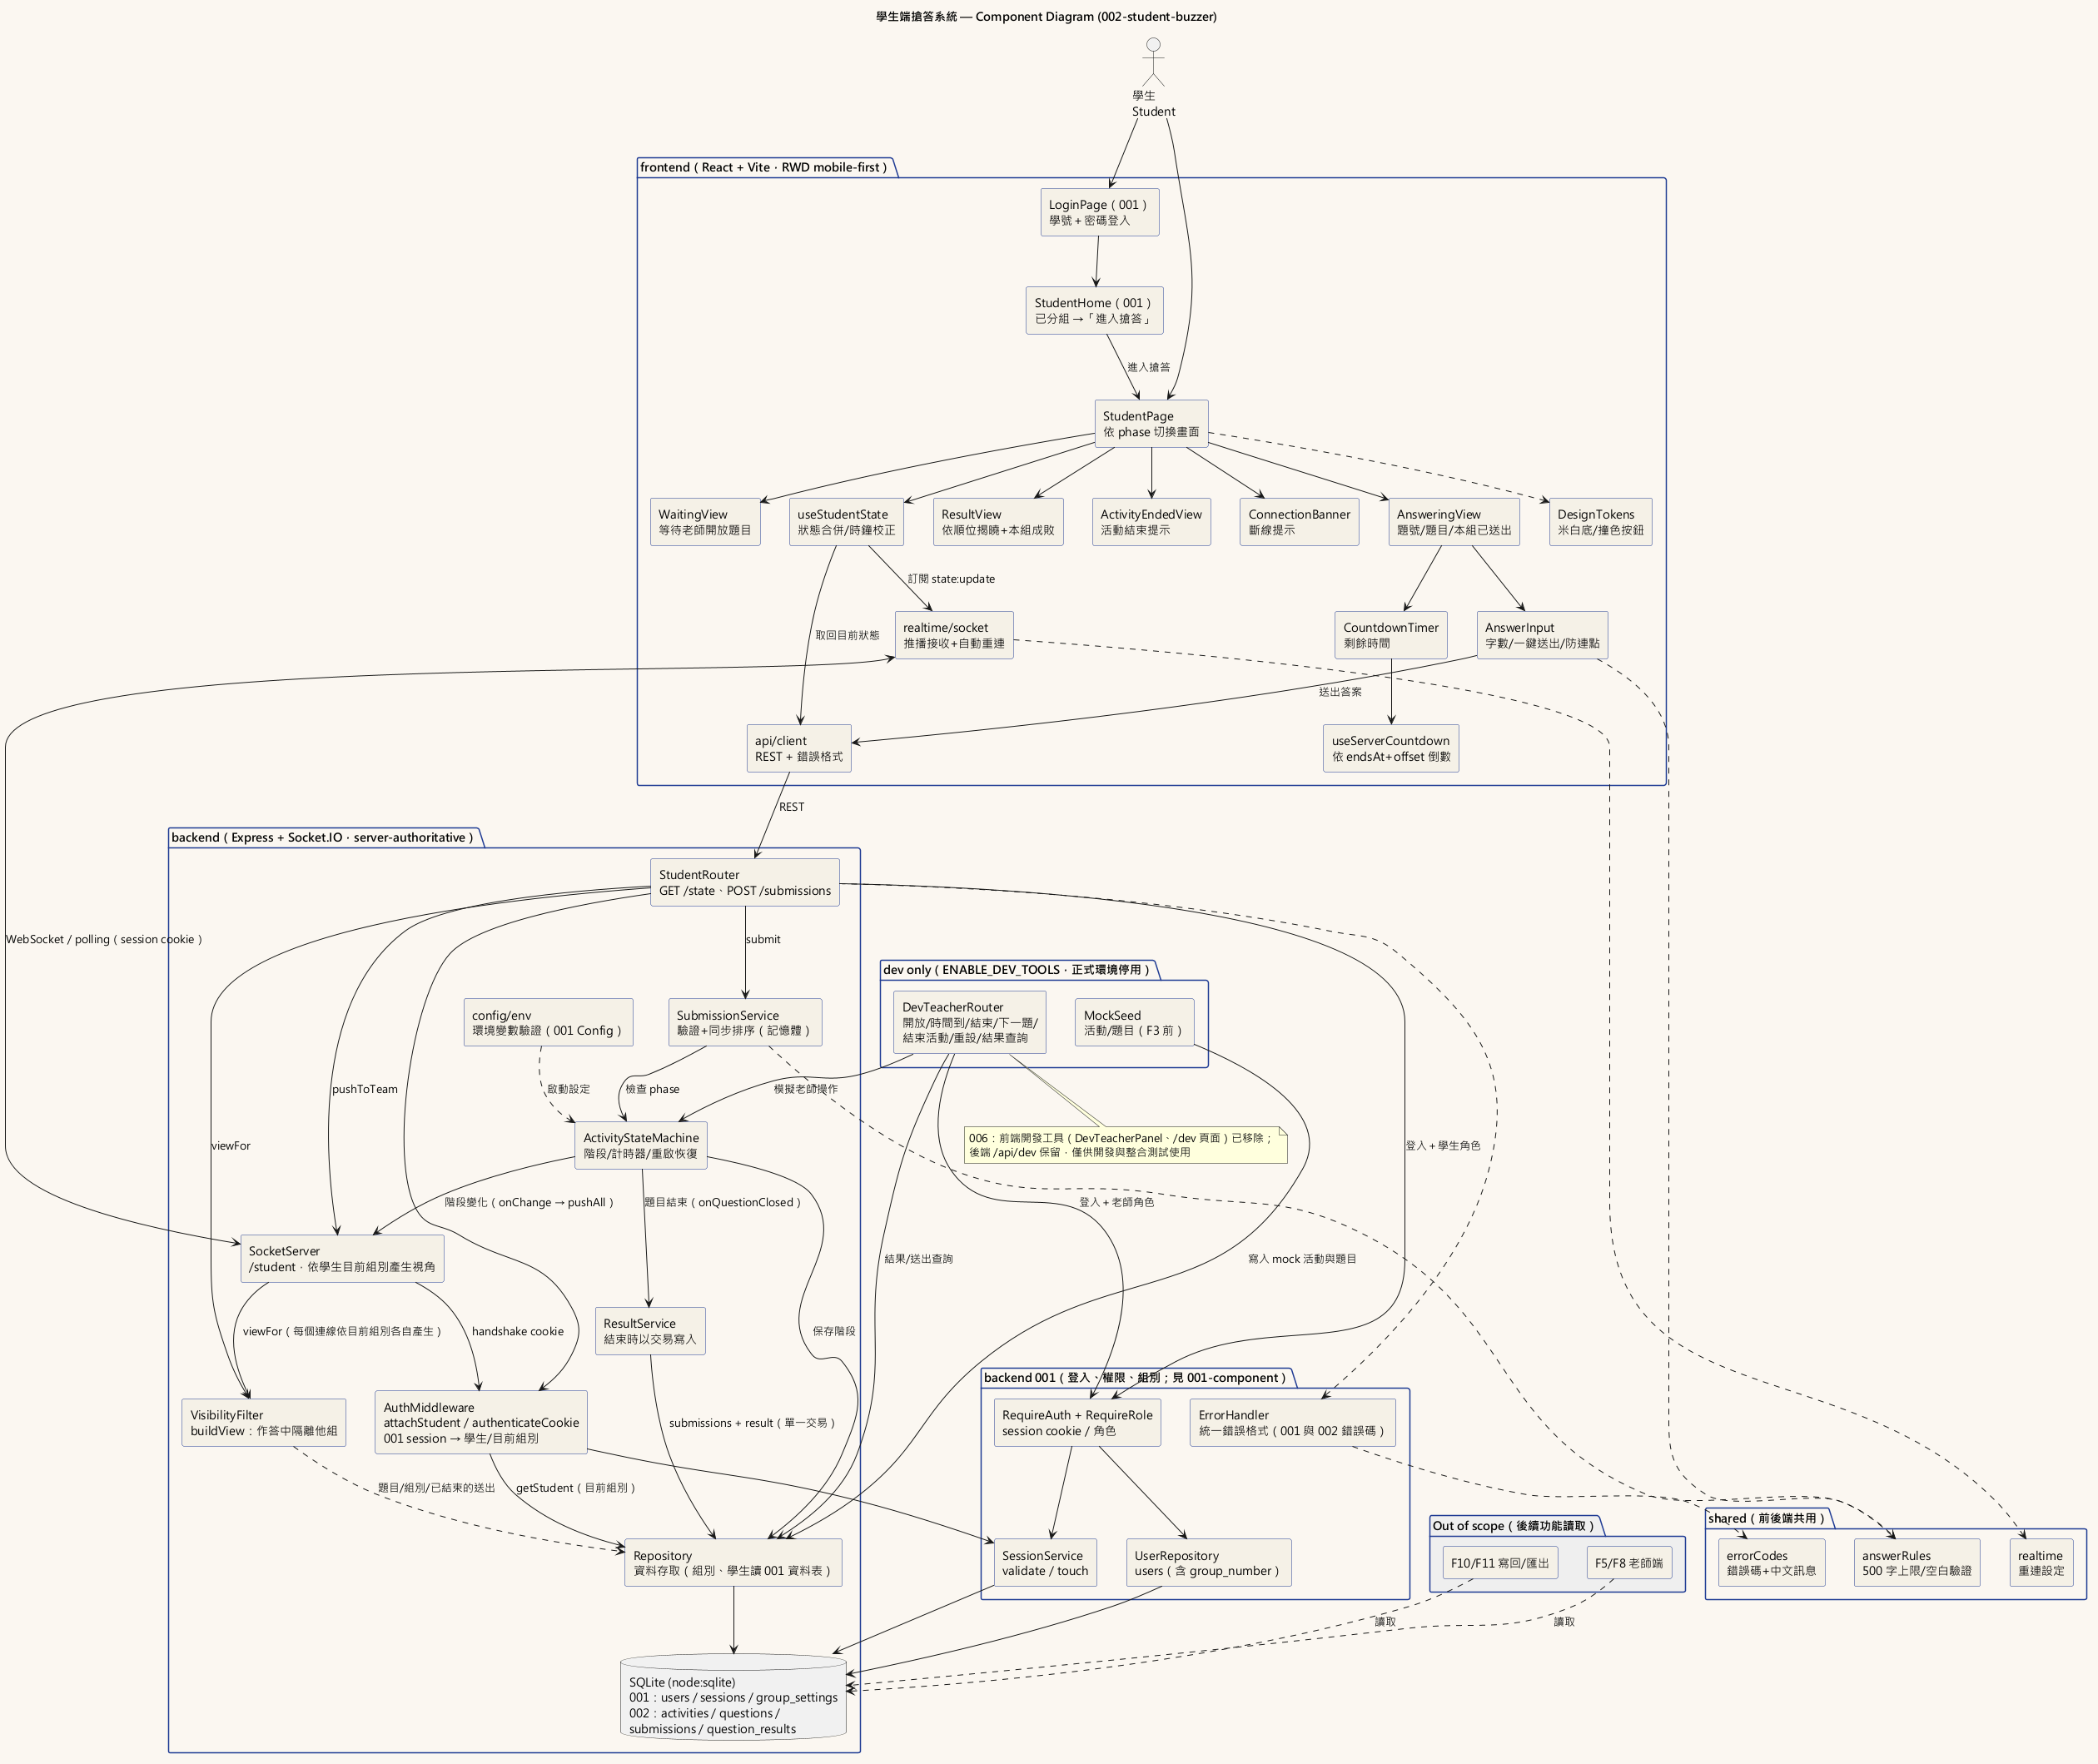 學生端搶答系統 — Component Diagram (002-student-buzzer)
學生
Student
frontend ( React + Vite · RWD mobile-first )
LoginPage ( 001 )
學號 + 密碼登入
StudentHome ( 001 )
已分組 →「進入搶答」
進入搶答
StudentPage
依 phase 切換畫面
WaitingView
等待老師開放題目
useStudentState
狀態合併/時鐘校正
ResultView
依順位揭曉+本組成敗
ActivityEndedView
活動結束提示
ConnectionBanner
斷線提示
AnsweringView
題號/題目/本組已送出
DesignTokens
米白底/撞色按鈕
訂閱 state:update
取回目前狀態
realtime/socket
推播接收+自動重連
CountdownTimer
剩餘時間
AnswerInput
字數/一鍵送出/防連點
送出答案
api/client
REST + 錯誤格式
useServerCountdown
依 endsAt+offset 倒數
REST
backend ( Express + Socket.IO · server-authoritative )
StudentRouter
GET /state、POST /submissions
WebSocket / polling ( session cookie )
submit
dev only ( ENABLE_DEV_TOOLS · 正式環境停用 )
config/env
環境變數驗證 ( 001 Config )
SubmissionService
驗證+同步排序 ( 記憶體 )
DevTeacherRouter
開放/時間到/結束/下一題/
結束活動/重設/結果查詢
MockSeed
活動/題目 ( F3 前 )
pushToTeam
啟動設定
檢查 phase
模擬老師操作
viewFor
ActivityStateMachine
階段/計時器/重啟恢復
006：前端開發工具 ( DevTeacherPanel、/dev 頁面 ) 已移除；
後端 /api/dev 保留，僅供開發與整合測試使用
登入 + 學生角色
階段變化 ( onChange → pushAll )
題目結束 ( onQuestionClosed )
登入 + 老師角色
SocketServer
/student · 依學生目前組別產生視角
結果/送出查詢
寫入 mock 活動與題目
ResultService
結束時以交易寫入
viewFor ( 每個連線依目前組別各自產生 )
handshake cookie
保存階段
backend 001 ( 登入、權限、組別；見 001-component )
VisibilityFilter
buildView：作答中隔離他組
AuthMiddleware
attachStudent / authenticateCookie
001 session → 學生/目前組別
submissions + result ( 單一交易 )
RequireAuth + RequireRole
session cookie / 角色
ErrorHandler
統一錯誤格式 ( 001 與 002 錯誤碼 )
題目/組別/已結束的送出
getStudent ( 目前組別 )
Repository
資料存取 ( 組別、學生讀 001 資料表 )
SessionService
validate / touch
UserRepository
users ( 含 group_number )
Out of scope ( 後續功能讀取 )
F10/F11 寫回/匯出
F5/F8 老師端
shared ( 前後端共用 )
errorCodes
錯誤碼+中文訊息
answerRules
500 字上限/空白驗證
realtime
重連設定
讀取
讀取
SQLite (node:sqlite)
001：users / sessions / group_settings
002：activities / questions /
submissions / question_results